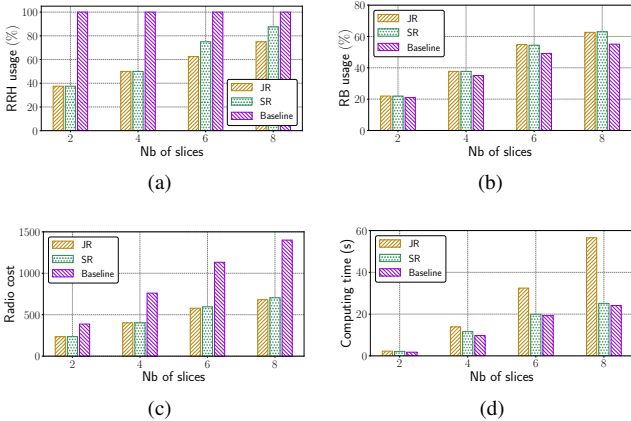 100
80
60
40
20
0
RRH usage (%)
JR
SR
Baseline
2 4 6 8
Nb of slices
(a)
80
60
40
20
0
RB usage (%)
JR
SR
Baseline
2 4 6 8
Nb of slices
(b)
1500
1000
500
0
Radio cost
JR
SR
Baseline
2 4 6 8
Nb of slices
(c)
60
40
20
0
Computing time (s)
JR
SR
Baseline
2 4 6 8
Nb of slices
(d)